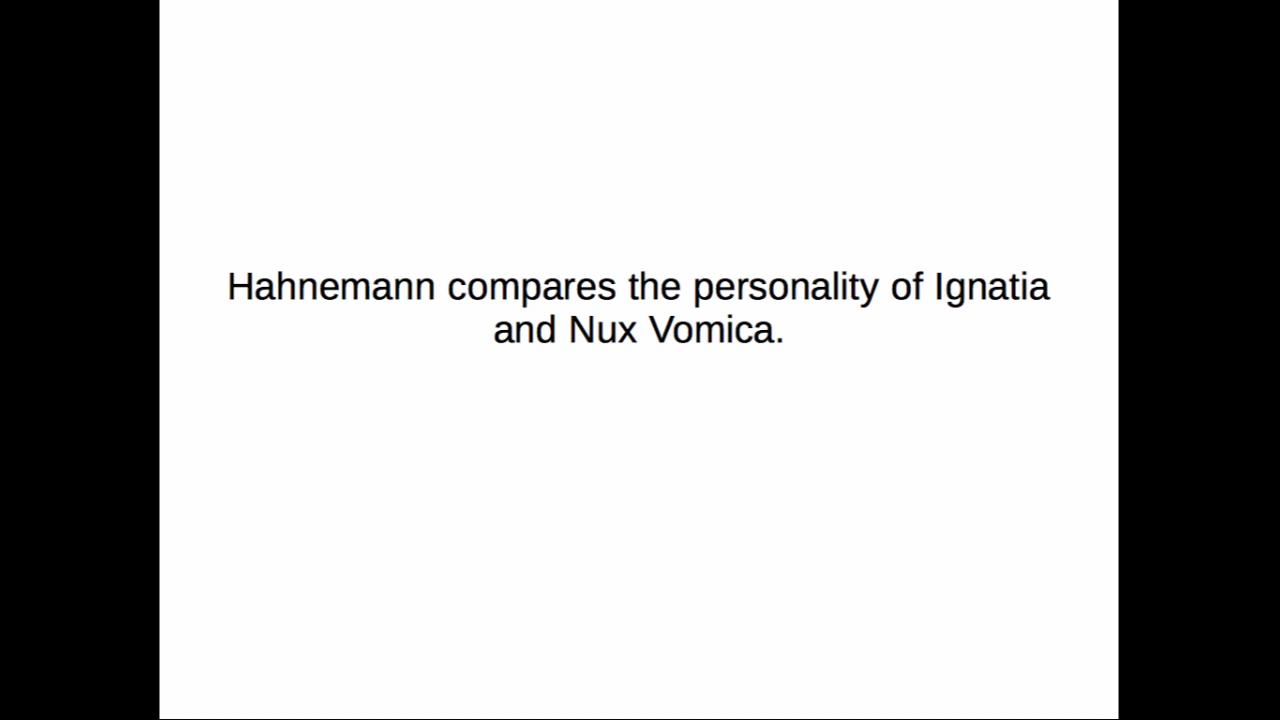 Hahnemann compares the personality of Ignatia
and Nux Vomica.